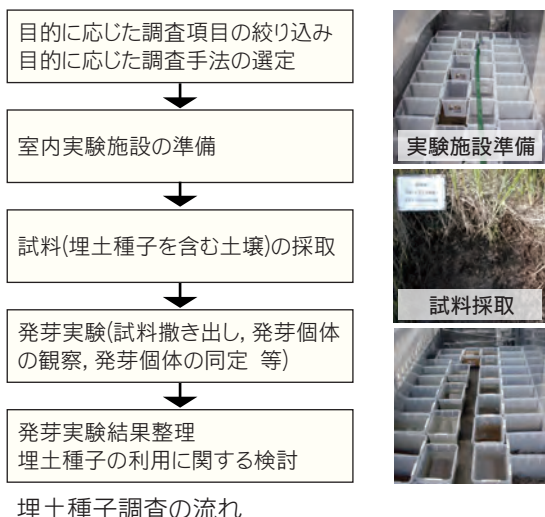 目的に応じた調査項目の絞り込み
目的に応じた調査手法の選定
室内実験施設の準備
試料(埋土種子を含む土壌)の採取
発芽実験(試料撒き出し, 発芽個体
の観察, 発芽個体の同定 等)
発芽実験結果整理
埋土種子の利用に関する検討
埋土種子調査の流れ
実験施設準備
試料採取